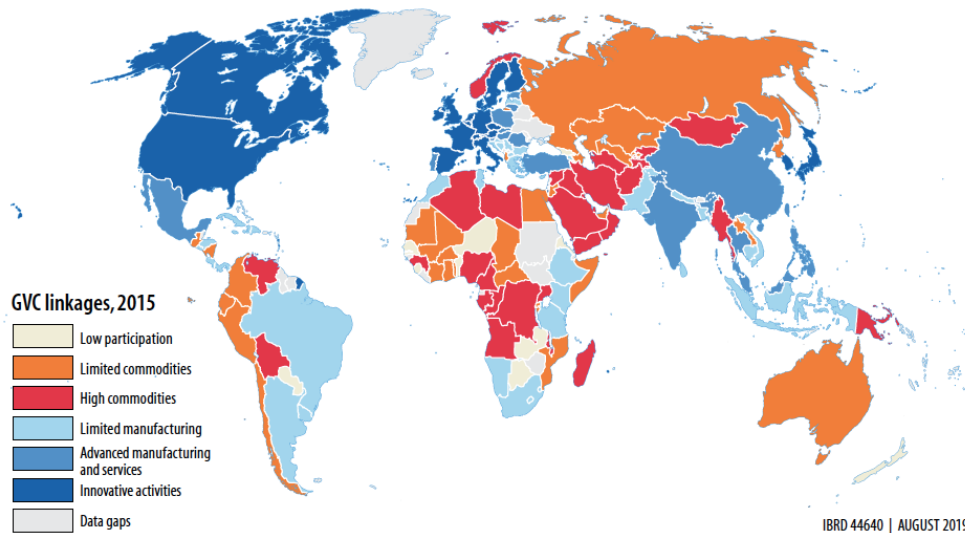 GVC linkages, 2015
Low participation
Limited commodities
High commodities
Limited manufacturing
Advanced manufacturing
and services
Innovative activities
Data gaps
IBRD 44640 | AUGUST 2019